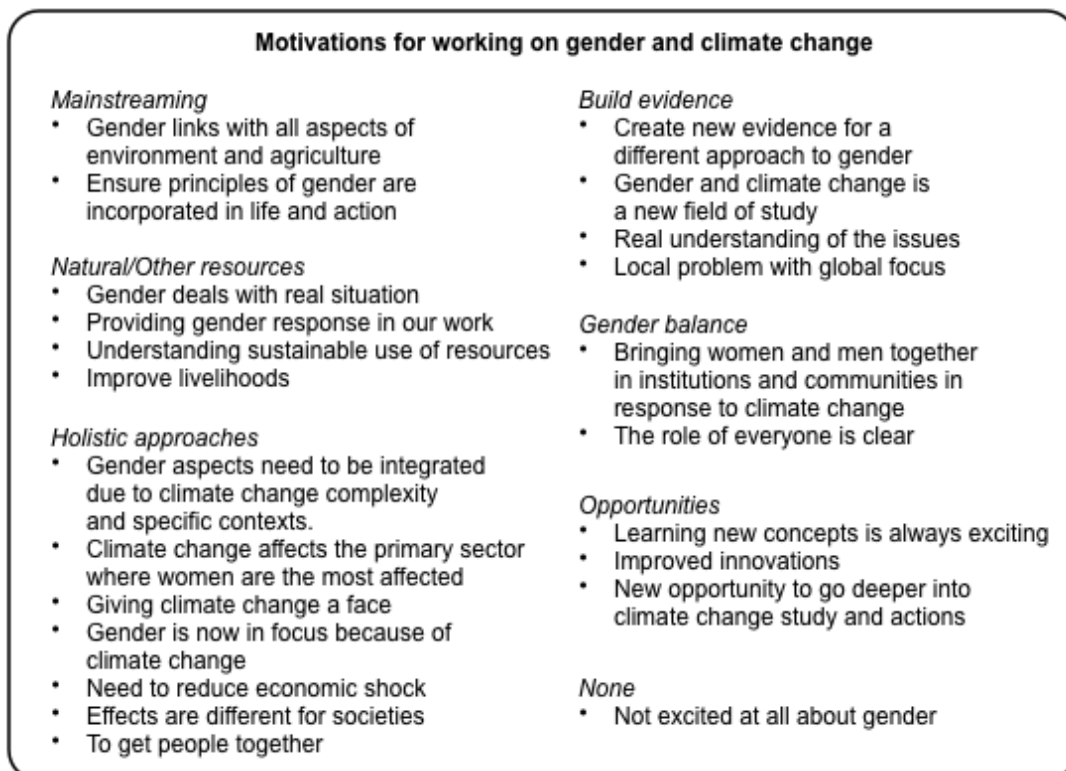 Motivations for working on gender and climate change
Mainstreaming
• Gender links with all aspects of
environment and agriculture
• Ensure principles of gender are
incorporated in life and action
Natural/Other resources
• Gender deals with real situation
• Providing gender response in our work
• Understanding sustainable use of resources
• Improve livelihoods
Holistic approaches
• Gender aspects need to be integrated
due to climate change complexity
and specific contexts.
• Climate change affects the primary sector
where women are the most affected
• Giving climate change a face
• Gender is now in focus because of
climate change
• Need to reduce economic shock
• Effects are different for societies
• To get people together
Build evidence
• Create new evidence for a
different approach to gender
• Gender and climate change is
a new field of study
• Real understanding of the issues
• Local problem with global focus
Gender balance
• Bringing women and men together
in institutions and communities in
response to climate change
• The role of everyone is clear
Opportunities
• Learning new concepts is always exciting
• Improved innovations
• New opportunity to go deeper into
climate change study and actions
None
• Not excited at all about gender